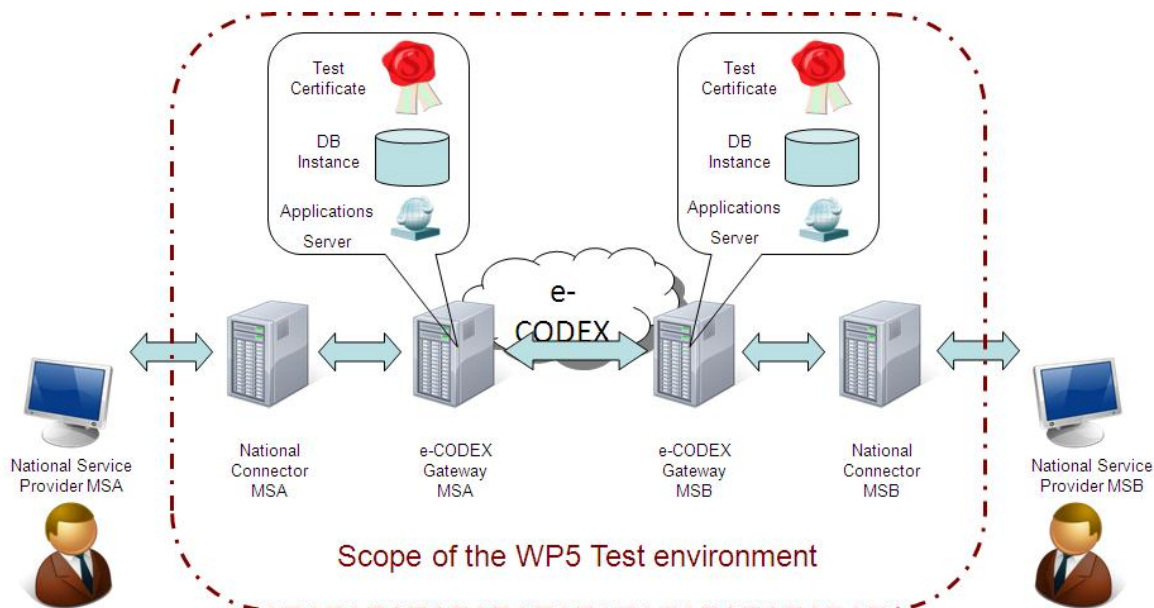 Test
Certificate
DB
Instance
Applications
Server
Test
Certificate
DB
Instance
Applications
Server
e-
CODEX
National Service
Provider MSA
National
Connector
MSA
e-CODEX
Gateway
MSA
e-CODEX
Gateway
MSB
National
Connector
MSB
National Service
Provider MSB
Scope of the WP5 Test environment